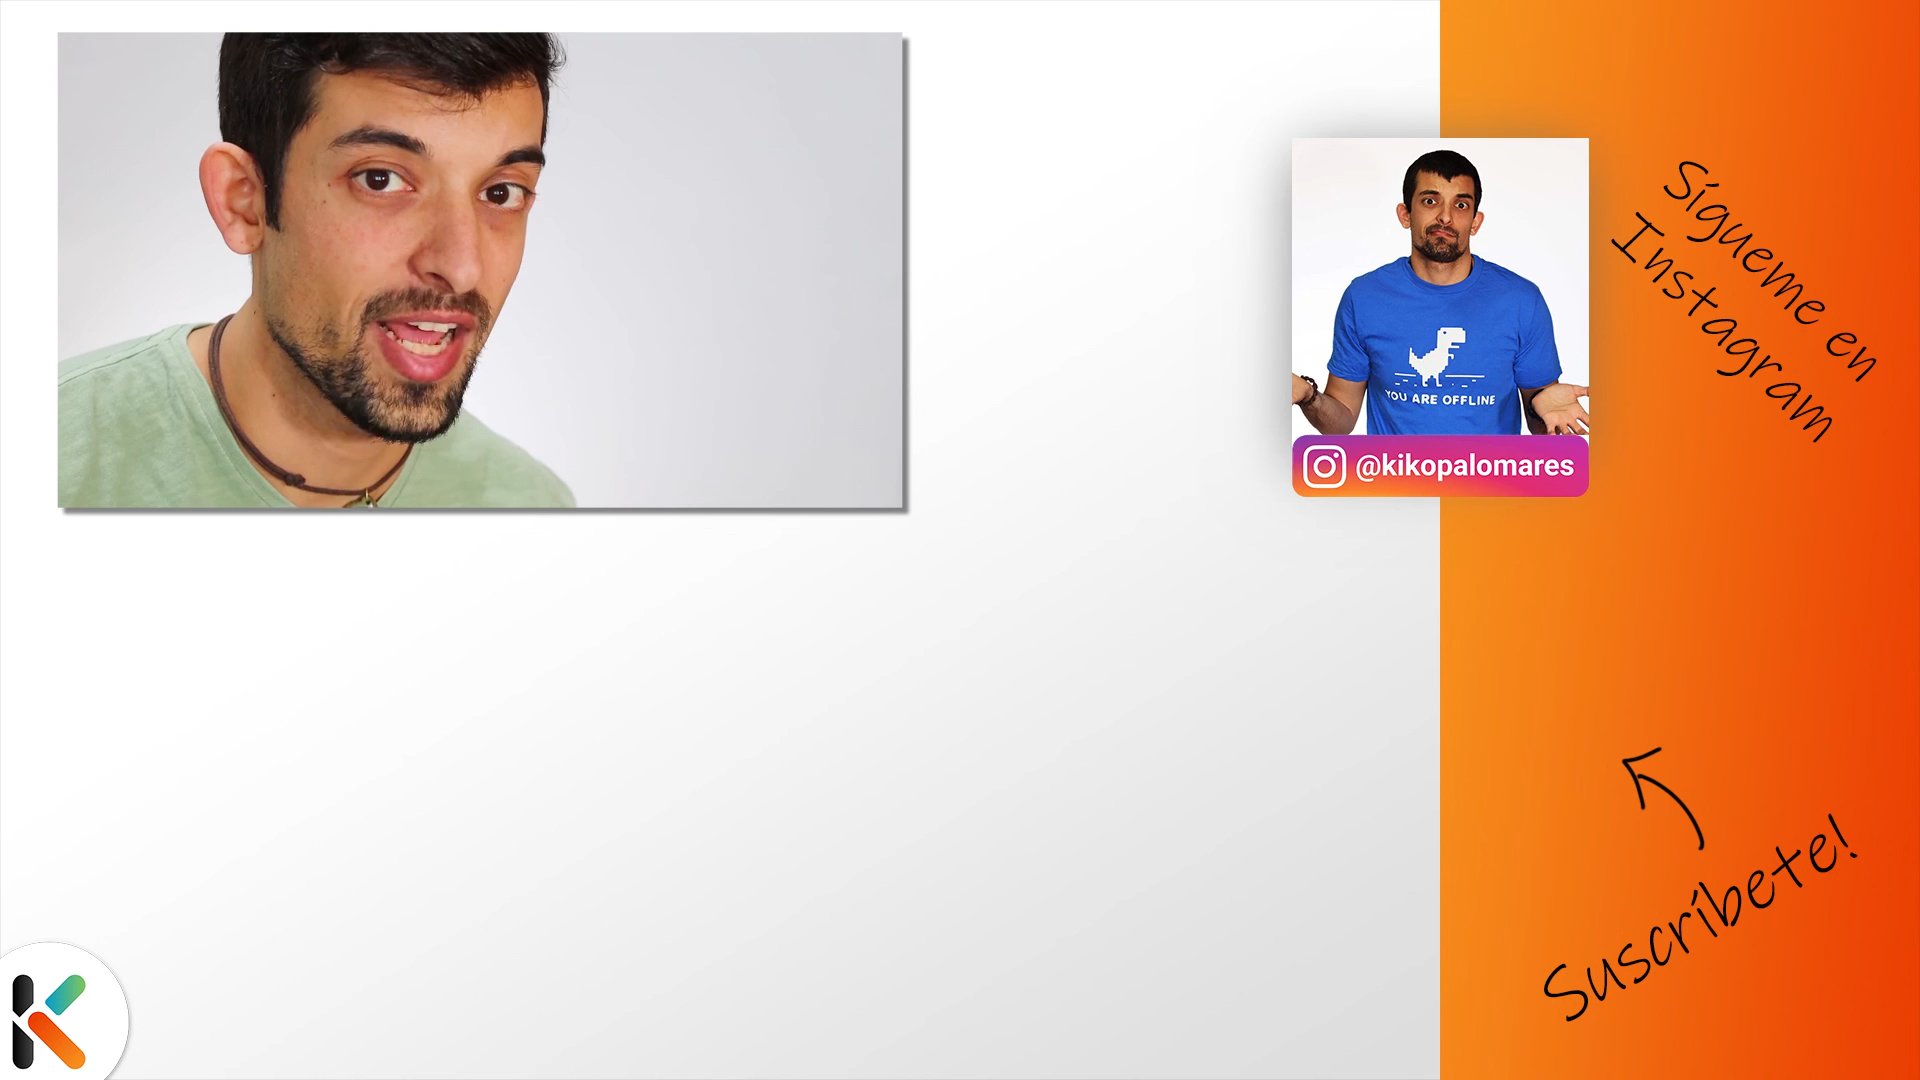 Sígueme en
Instagram
YOU ARE OFFLINE
@kikopalomares
Suscríbete!